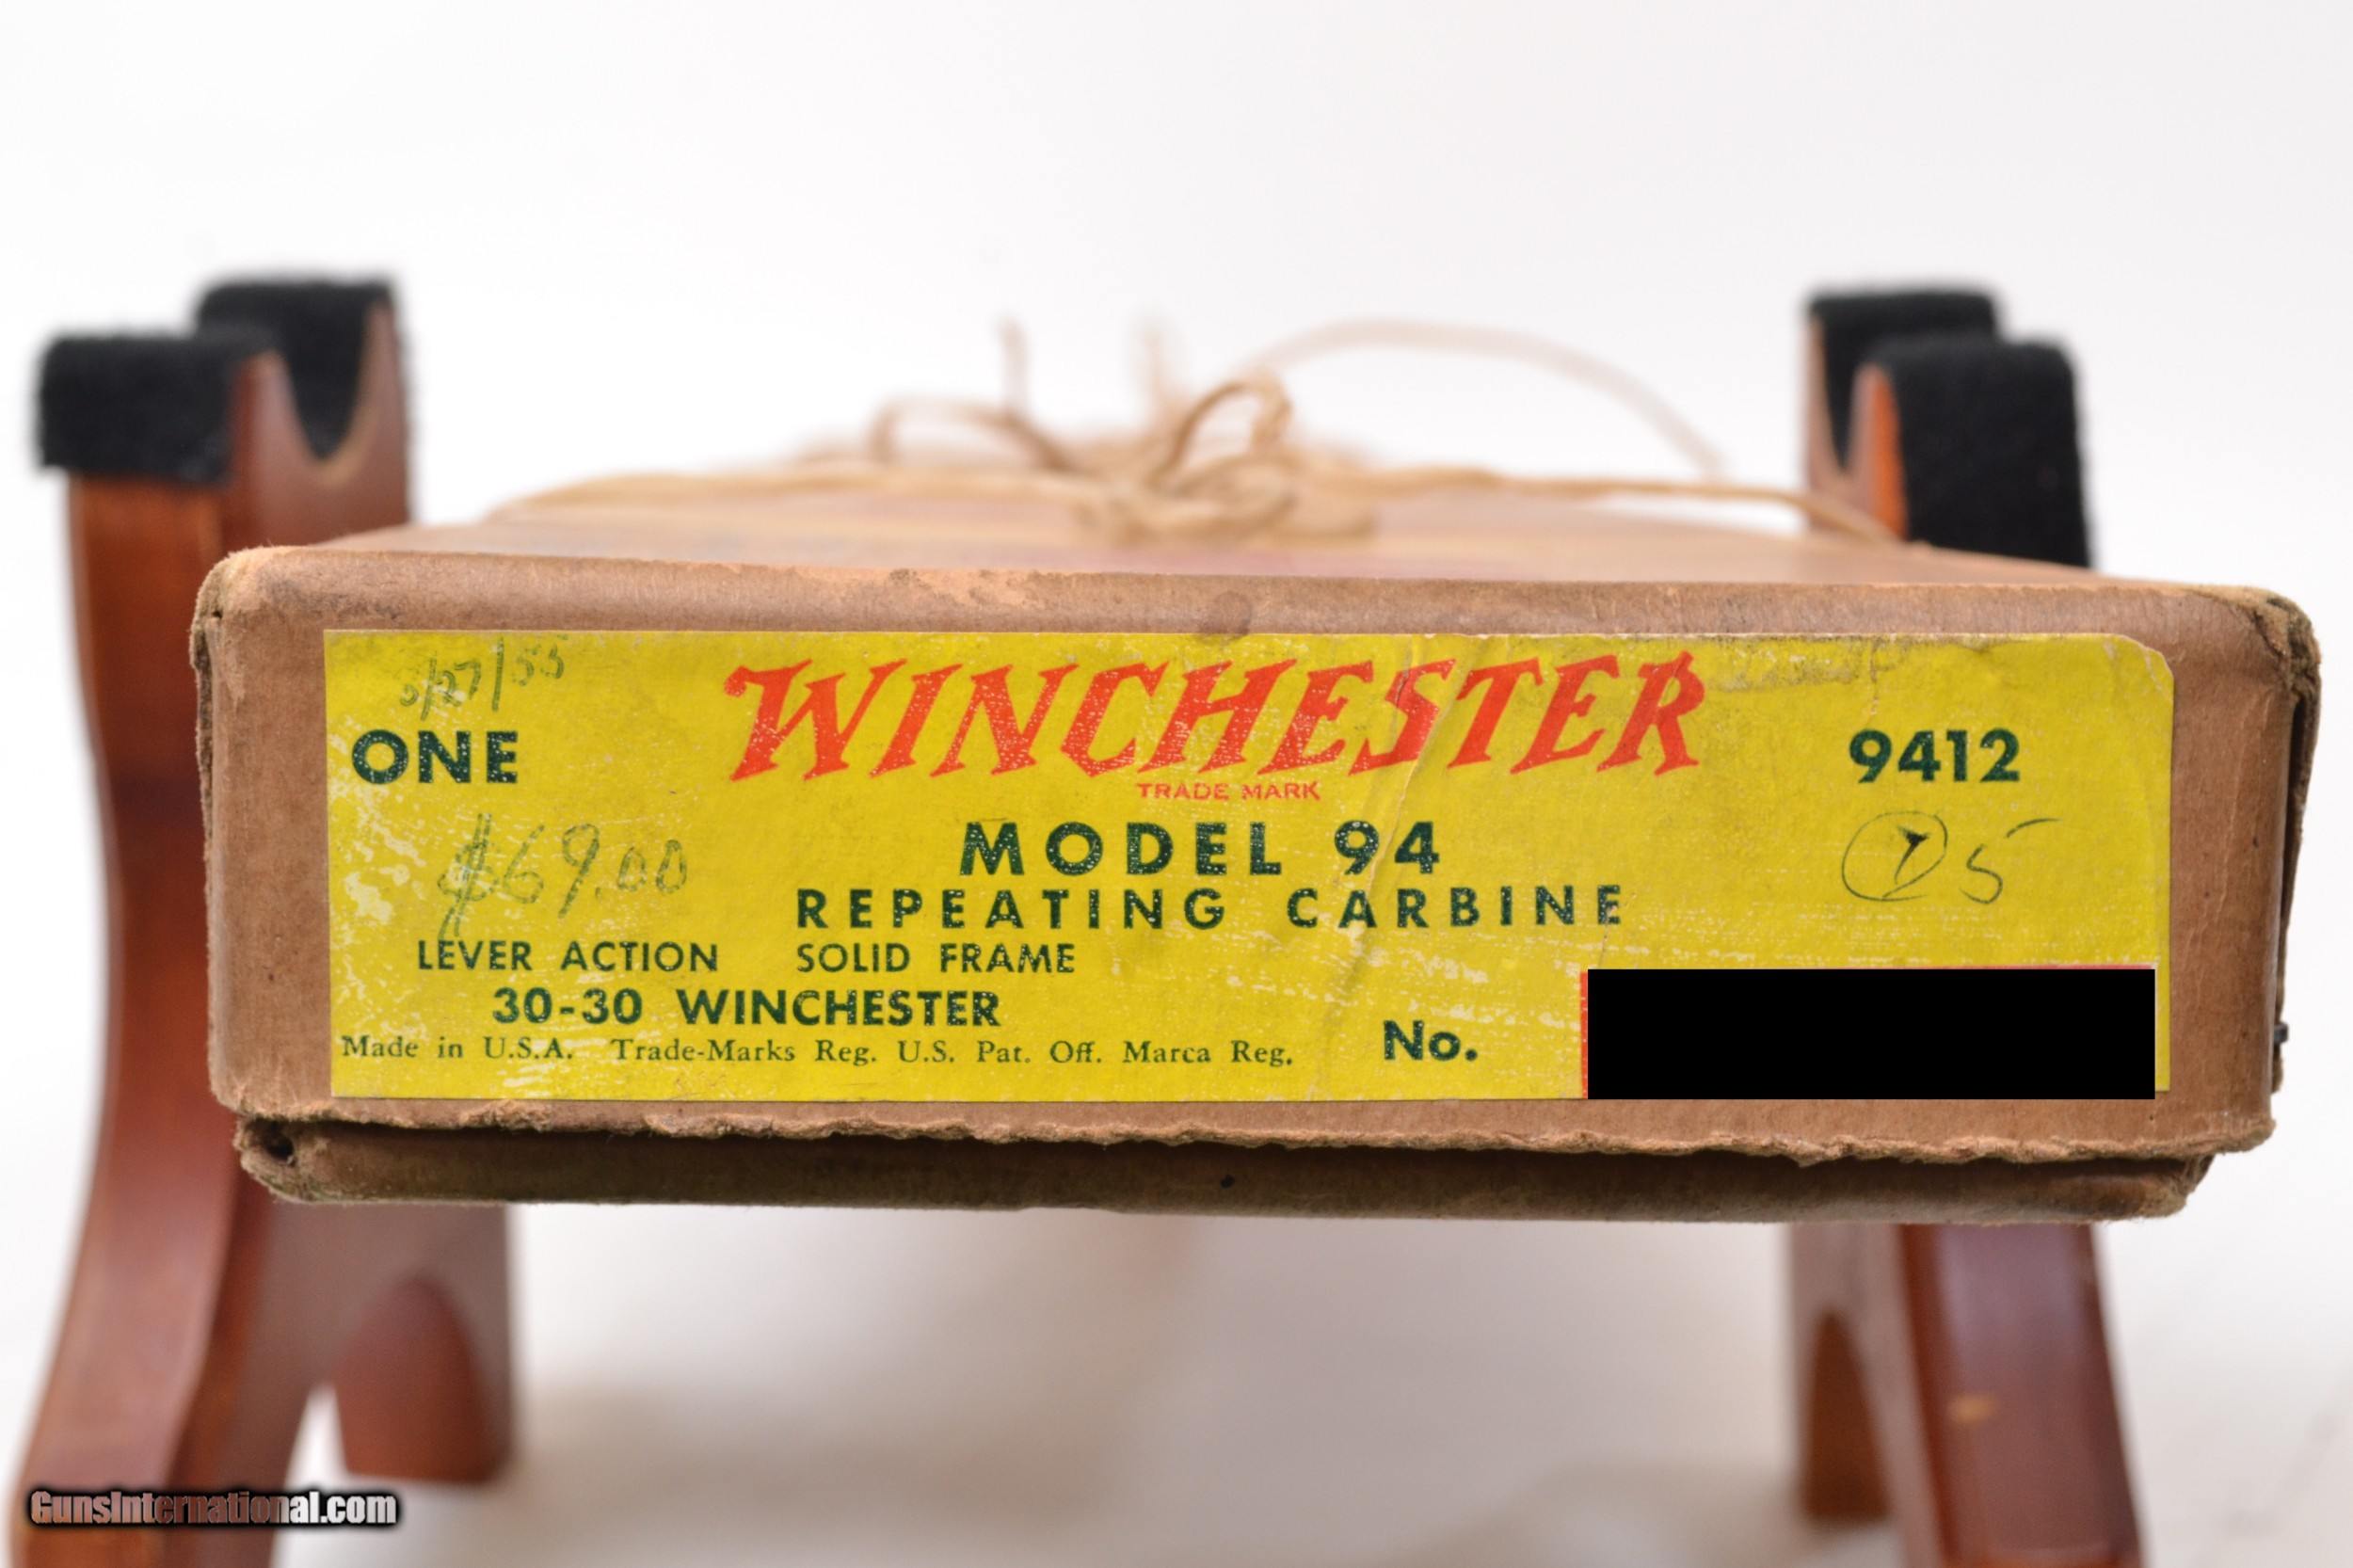 /27/55
ONE
WINCHESTER
9412
TRADE MARK
$69.00
MODEL 94
5
REPEATING CARBINE
LEVER ACTION SOLID FRAME
30-30 WINCHESTER
No.
Made in U.S.A. Trade-Marks Reg. U.S. Pat. Off. Marca Reg.
GunsInternational.com